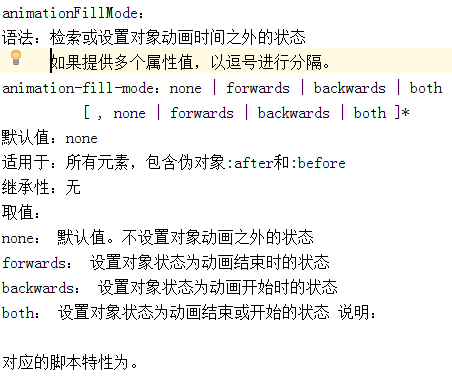 animationFillMode：
语法：检索或设置对象动画时间之外的状态
如果提供多个属性值，以逗号进行分隔。
animation-fill-mode：none | forwards | backwards | both
[ , none | forwards | backwards | both ]*
默认值：none
适用于：所有元素，包含伪对象:after和:before
继承性：无
取值：
none： 默认值。不设置对象动画之外的状态
forwards： 设置对象状态为动画结束时的状态
backwards： 设置对象状态为动画开始时的状态
both： 设置对象状态为动画结束或开始的状态 说明：
对应的脚本特性为。